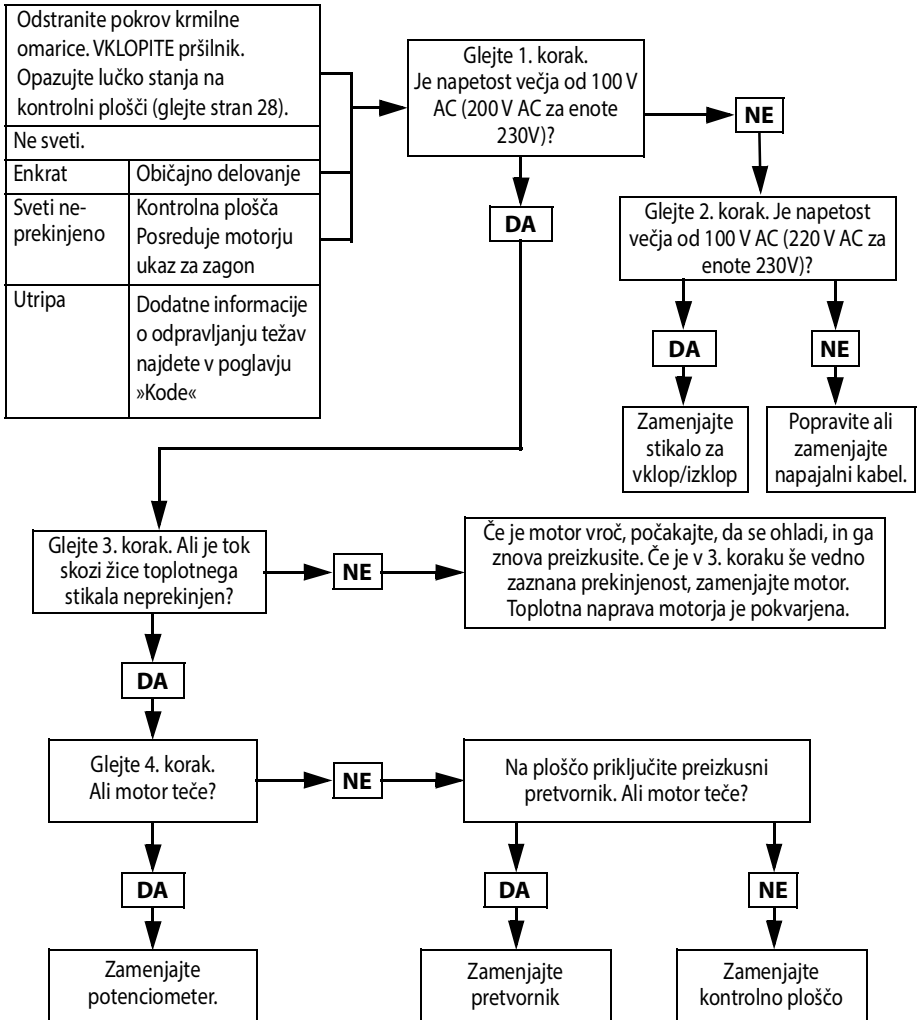 Odstranite pokrov krmilne
omarice. VKLOPITE pršilnik.
Opazujte lučko stanja na
kontrolni plošči (glejte stran 28).
Ne sveti.
Enkrat
Običajno delovanje
Sveti ne-
prekinjeno
Kontrolna plošča
Posreduje motorju
ukaz za zagon
Utripa
Dodatne informacije
o odpravljanju težav
najdete v poglavju
»Kode«
Glejte 1. korak.
Je napetost večja od 100 V
AC (200 V AC za enote
230V)?
NE
DA
Glejte 2. korak. Je napetost
večja od 100 V AC (220 V AC za
enote 230V)?
DA
NE
Zamenjajte
stikalo za
vklop/izklop
Popravite ali
zamenjajte
napajalni kabel.
Glejte 3. korak. Ali je tok
skozi žice toplotnega
stikala neprekinjen?
NE
Če je motor vroč, počakajte, da se ohladi, in ga
znova preizkusite. Če je v 3. koraku še vedno
zaznana prekinjenost, zamenjajte motor.
Toplotna naprava motorja je pokvarjena.
DA
Glejte 4. korak.
Ali motor teče?
NE
Na ploščo priključite preizkusni
pretvornik. Ali motor teče?
DA
DA
NE
Zamenjajte
potenciometer.
Zamenjajte
pretvornik
Zamenjajte
kontrolno ploščo